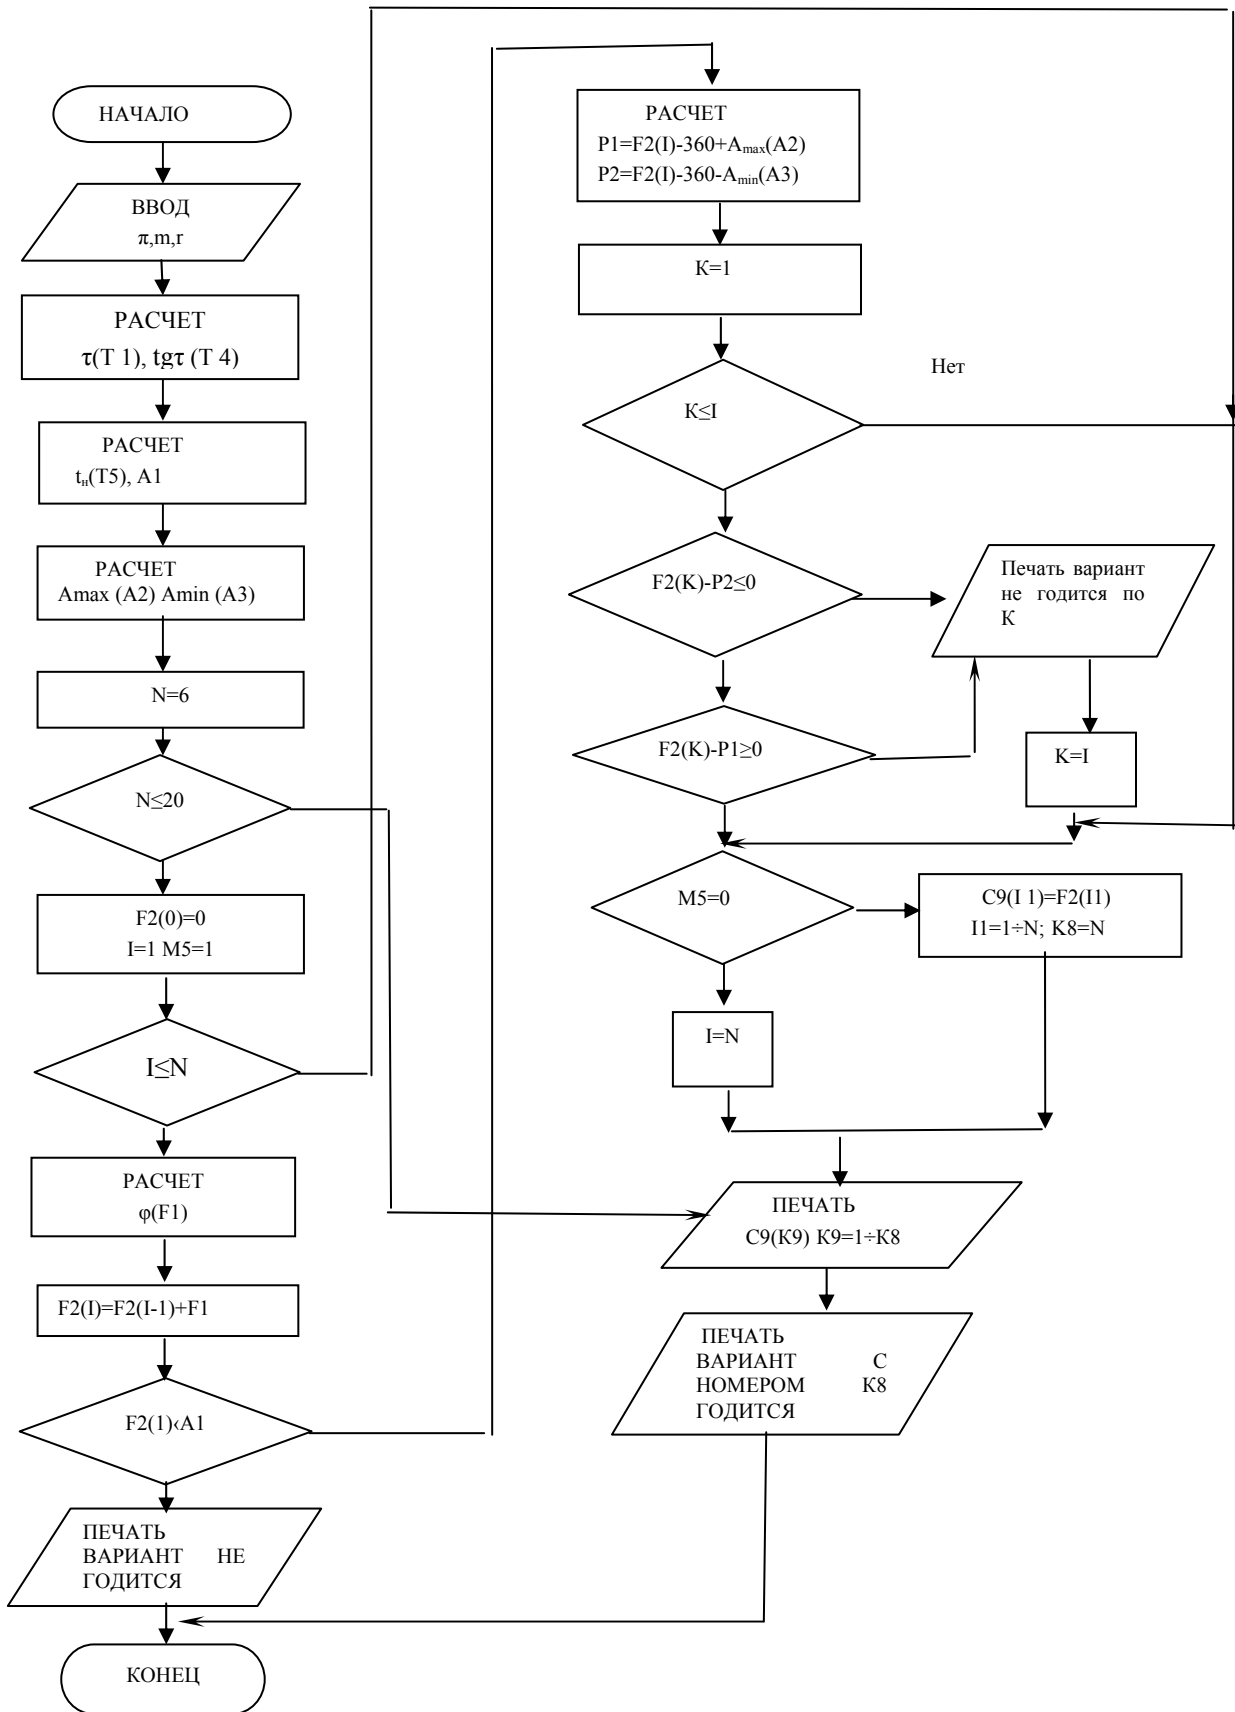 НАЧАЛО
ВВОД
π,m,r
РАСЧЕТ
τ(T 1), tgτ (T 4)
РАСЧЕТ
tн(T5), A1
РАСЧЕТ
Amax (A2) Amin (A3)
N=6
N≤20
F2(0)=0
I=1 M5=1
I≤N
РАСЧЕТ
φ(F1)
F2(I)=F2(I-1)+F1
F2(1)‹A1
ПЕЧАТЬ
ВАРИАНТ НЕ
ГОДИТСЯ
КОНЕЦ
РАСЧЕТ
P1=F2(I)-360+Amax(A2)
P2=F2(I)-360-Amin(A3)
К=1
Нет
К≤I
F2(K)-P2≤0
Печать вариант
не годится по
К
F2(K)-P1≥0
K=I
M5=0
C9(I 1)=F2(I1)
I1=1÷N; K8=N
I=N
ПЕЧАТЬ
C9(K9) K9=1÷K8
ПЕЧАТЬ
ВАРИАНТ С
НОМЕРОМ К8
ГОДИТСЯ